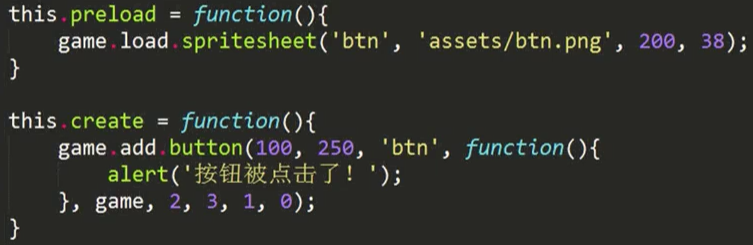 this.preload = function(){
    game.load.spritesheet('btn', 'assets/btn.png', 200, 38);
}
this.create = function(){
    game.add.button(100, 250, 'btn', function(){
        alert('按钮被点击了！');
    }, game, 2, 3, 1, 0);
}